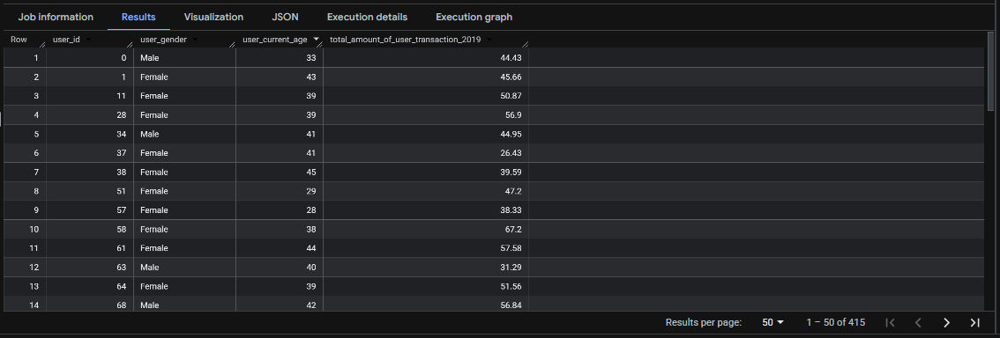 Job information Results Visualization JSON Execution details Execution graph
Row user_id user_gender user_current_age total_amount_of_user_transaction_2019
1 0 Male 33 44.43
2 1 Female 43 45.66
3 11 Female 39 50.87
4 28 Female 39 56.9
5 34 Male 41 44.95
6 37 Female 41 26.43
7 38 Female 45 39.59
8 51 Female 29 47.2
9 57 Female 28 38.33
10 58 Female 38 67.2
11 61 Female 44 57.58
12 63 Male 40 31.29
13 64 Female 39 51.56
14 68 Male 42 56.84
Results per page: 50 1 – 50 of 415